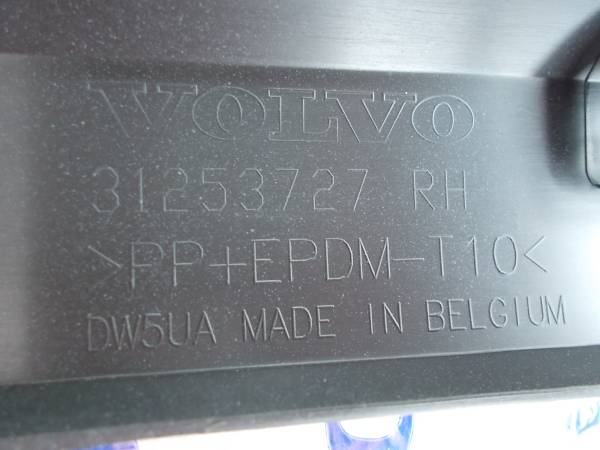 VOLVO
31253727 RH
>PP+EPDM-T10<
DW5UA MADE IN BELGIUM